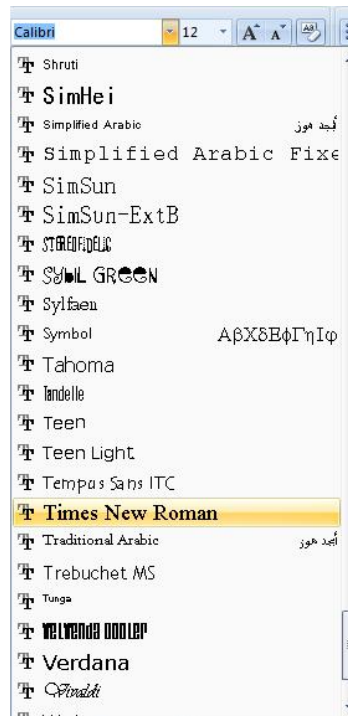 Calibri 12 A A Aa
Shruti
SimHei
Simplified Arabic أبجد هوز
Simplified Arabic Fixe
SimSun
SimSun-ExtB
STEREOFIDELIC
SYBIL GREEN
Sylfaen
Symbol ΑβΧδΕϕΓηΙφ
Tahoma
Tandelle
Teen
Teen Light
Tempus Sans ITC
Times New Roman
Traditional Arabic أبجد هوز
Trebuchet MS
Tunga
Velvenda Cooler
Verdana
Vivaldi